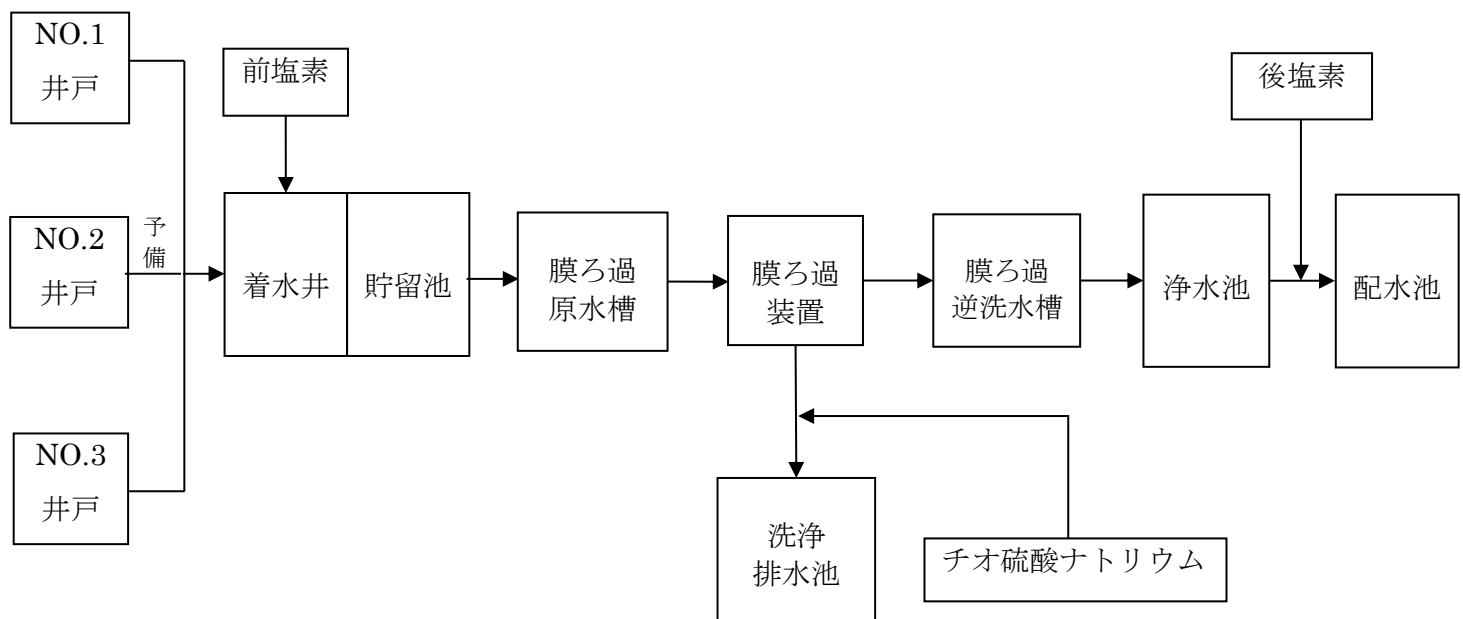 NO.1
井戸
前塩素
後塩素
NO.2
井戸
予
備
着水井
貯留池
膜ろ過
原水槽
膜ろ過
装置
膜ろ過
逆洗水槽
浄水池
配水池
NO.3
井戸
洗浄
排水池
チオ硫酸ナトリウム